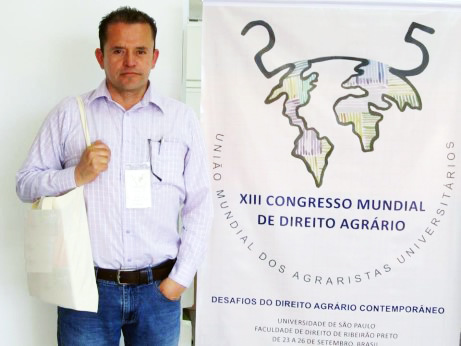 25
UNIÃO MUNDIAL DOS AGRARISTAS UNIVERSITÁRIOS
XIII CONGRESSO MUNDIAL
DE DIREITO AGRÁRIO
DESAFIOS DO DIREITO AGRÁRIO CONTEMPORÂNEO
UNIVERSIDADE DE SÃO PAULO
FACULDADE DE DIREITO DE RIBEIRÃO PRETO
DE 23 A 26 DE SETEMBRO, BRASIL